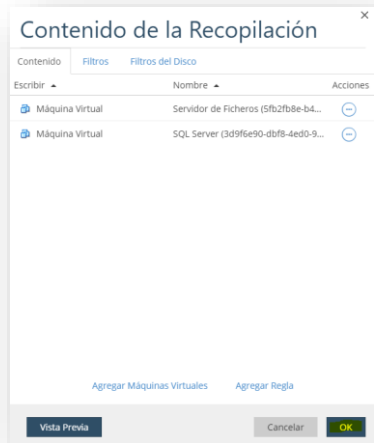 Contenido de la Recopilación
Contenido Filtros Filtros del Disco
Escribir Nombre Acciones
Máquina Virtual Servidor de Ficheros (5fb2fb8e-b4...
Máquina Virtual SQL Server (3d9f6e90-dbf8-4ed0-9...
Agregar Máquinas Virtuales Agregar Regla
Vista Previa Cancelar OK